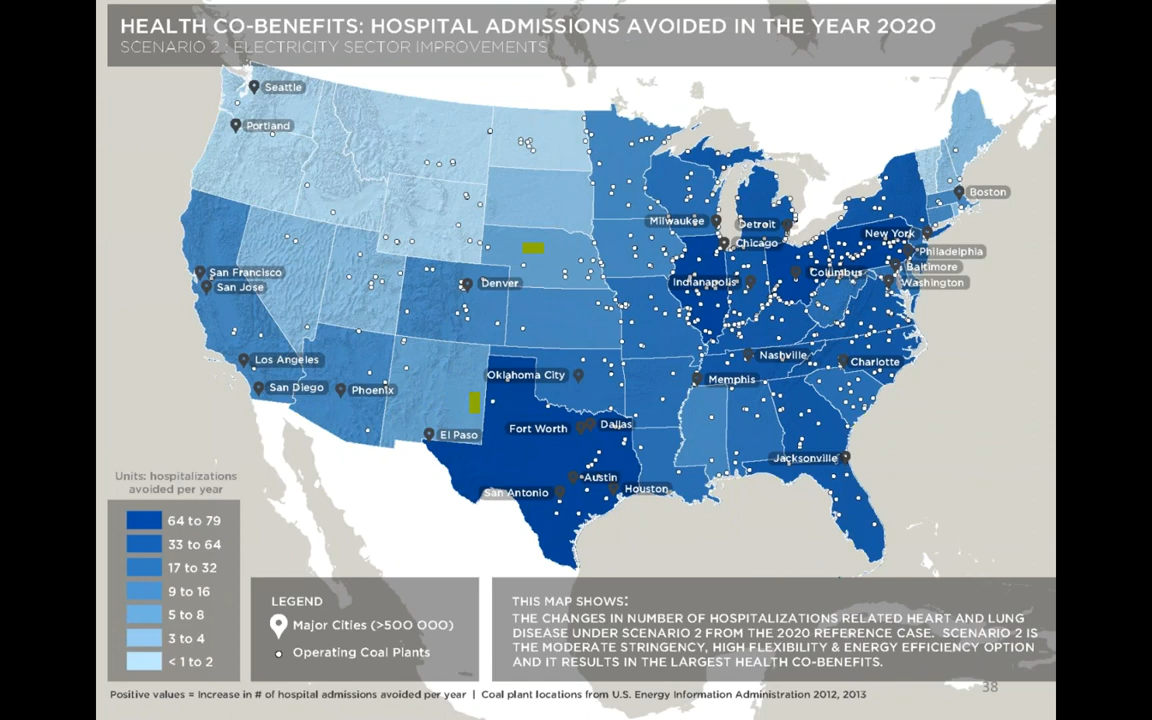 HEALTH CO-BENEFITS: HOSPITAL ADMISSIONS AVOIDED IN THE YEAR 2020
SCENARIO 2 : ELECTRICITY SECTOR IMPROVEMENTS
Seattle
Portland
Boston
Milwaukee
Detroit
New York
Chicago
Philadelphia
Baltimore
San Francisco
Columbus
Indianapolis
Washington
San Jose
Denver
Los Angeles
Nashville
Charlotte
Oklahoma City
Memphis
San Diego
Phoenix
Fort Worth
Dallas
El Paso
Jacksonville
Austin
San Antonio
Houston
Units: hospitalizations
avoided per year
64 to 79
33 to 64
17 to 32
9 to 16
5 to 8
3 to 4
< 1 to 2
LEGEND
Major Cities (>500 000)
Operating Coal Plants
THIS MAP SHOWS:
THE CHANGES IN NUMBER OF HOSPITALIZATIONS RELATED HEART AND LUNG
DISEASE UNDER SCENARIO 2 FROM THE 2020 REFERENCE CASE. SCENARIO 2 IS
THE MODERATE STRINGENCY, HIGH FLEXIBILITY & ENERGY EFFICIENCY OPTION
AND IT RESULTS IN THE LARGEST HEALTH CO-BENEFITS.
Positive values = Increase in # of hospital admissions avoided per year | Coal plant locations from U.S. Energy Information Administration 2012, 2013
38